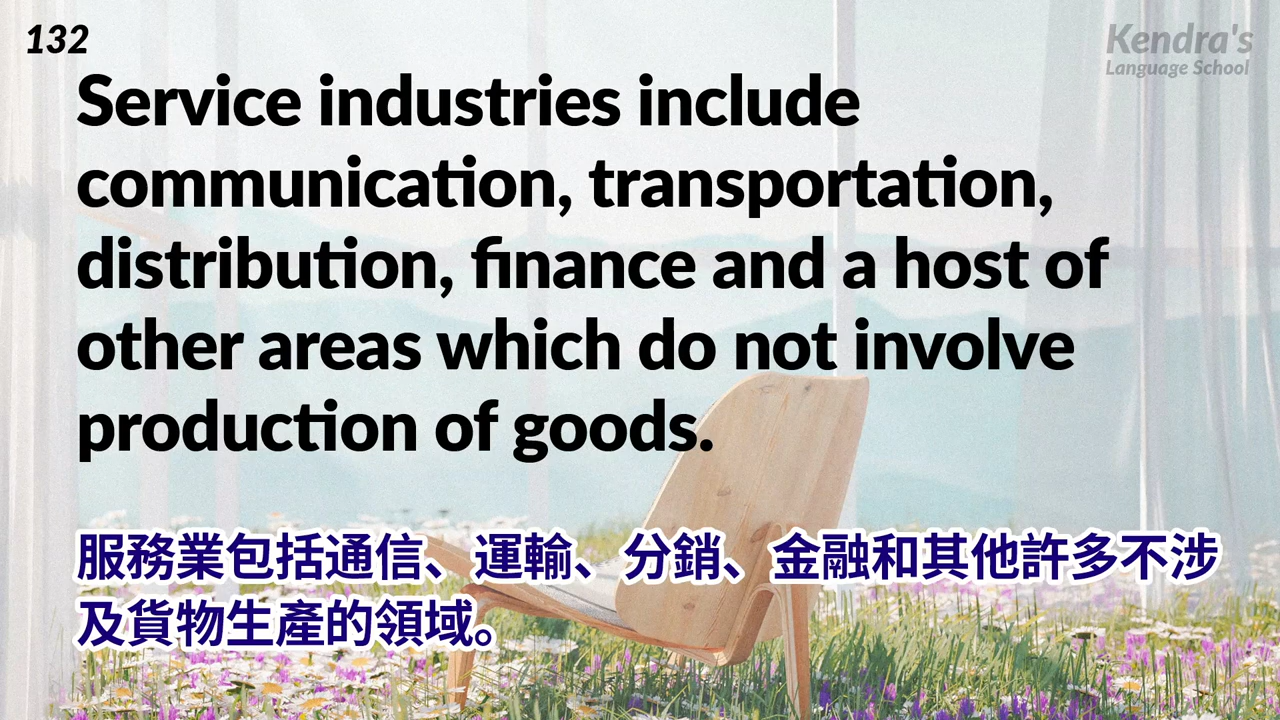 132
Kendra's
Language School
Service industries include
communication, transportation,
distribution, finance and a host of
other areas which do not involve
production of goods.
服務業包括通信、運輸、分銷、金融和其他許多不涉
及貨物生產的領域。